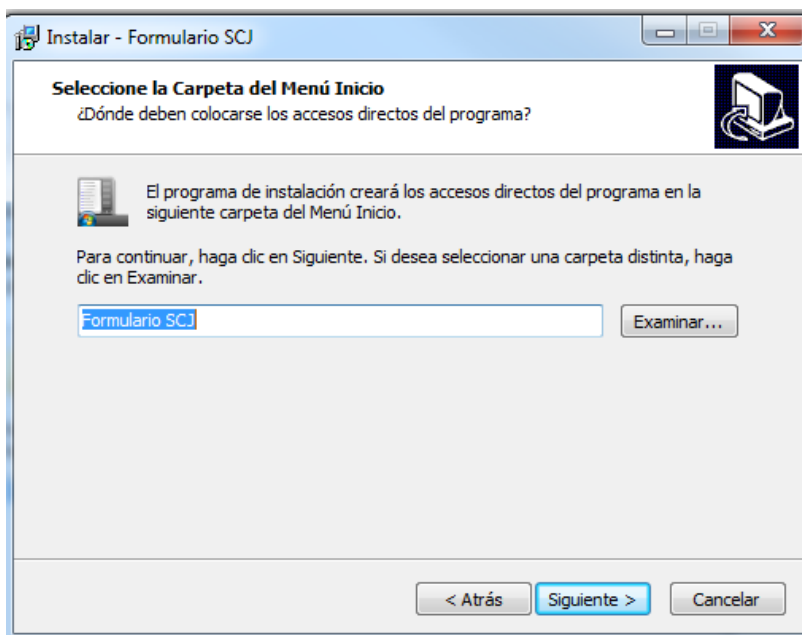 Instalar - Formulario SCJ
Seleccione la Carpeta del Menú Inicio
¿Dónde deben colocarse los accesos directos del programa?
El programa de instalación creará los accesos directos del programa en la
siguiente carpeta del Menú Inicio.
Para continuar, haga clic en Siguiente. Si desea seleccionar una carpeta distinta, haga
clic en Examinar.
Formulario SCJ
Examinar...
< Atrás
Siguiente >
Cancelar